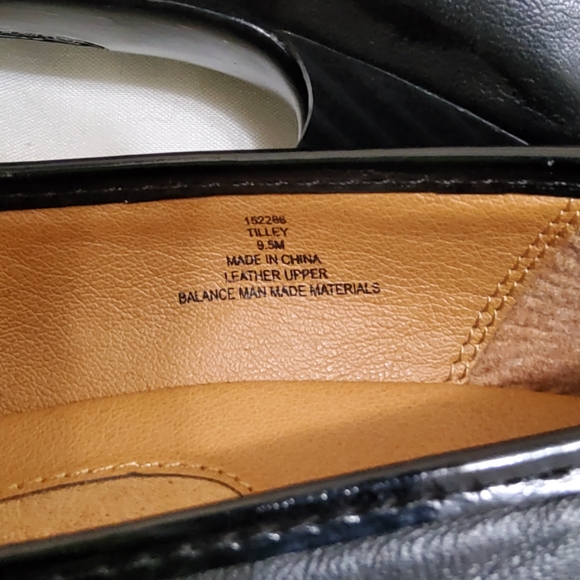 152286
TILLEY
9.5M
MADE IN CHINA
LEATHER UPPER
BALANCE MAN MADE MATERIALS